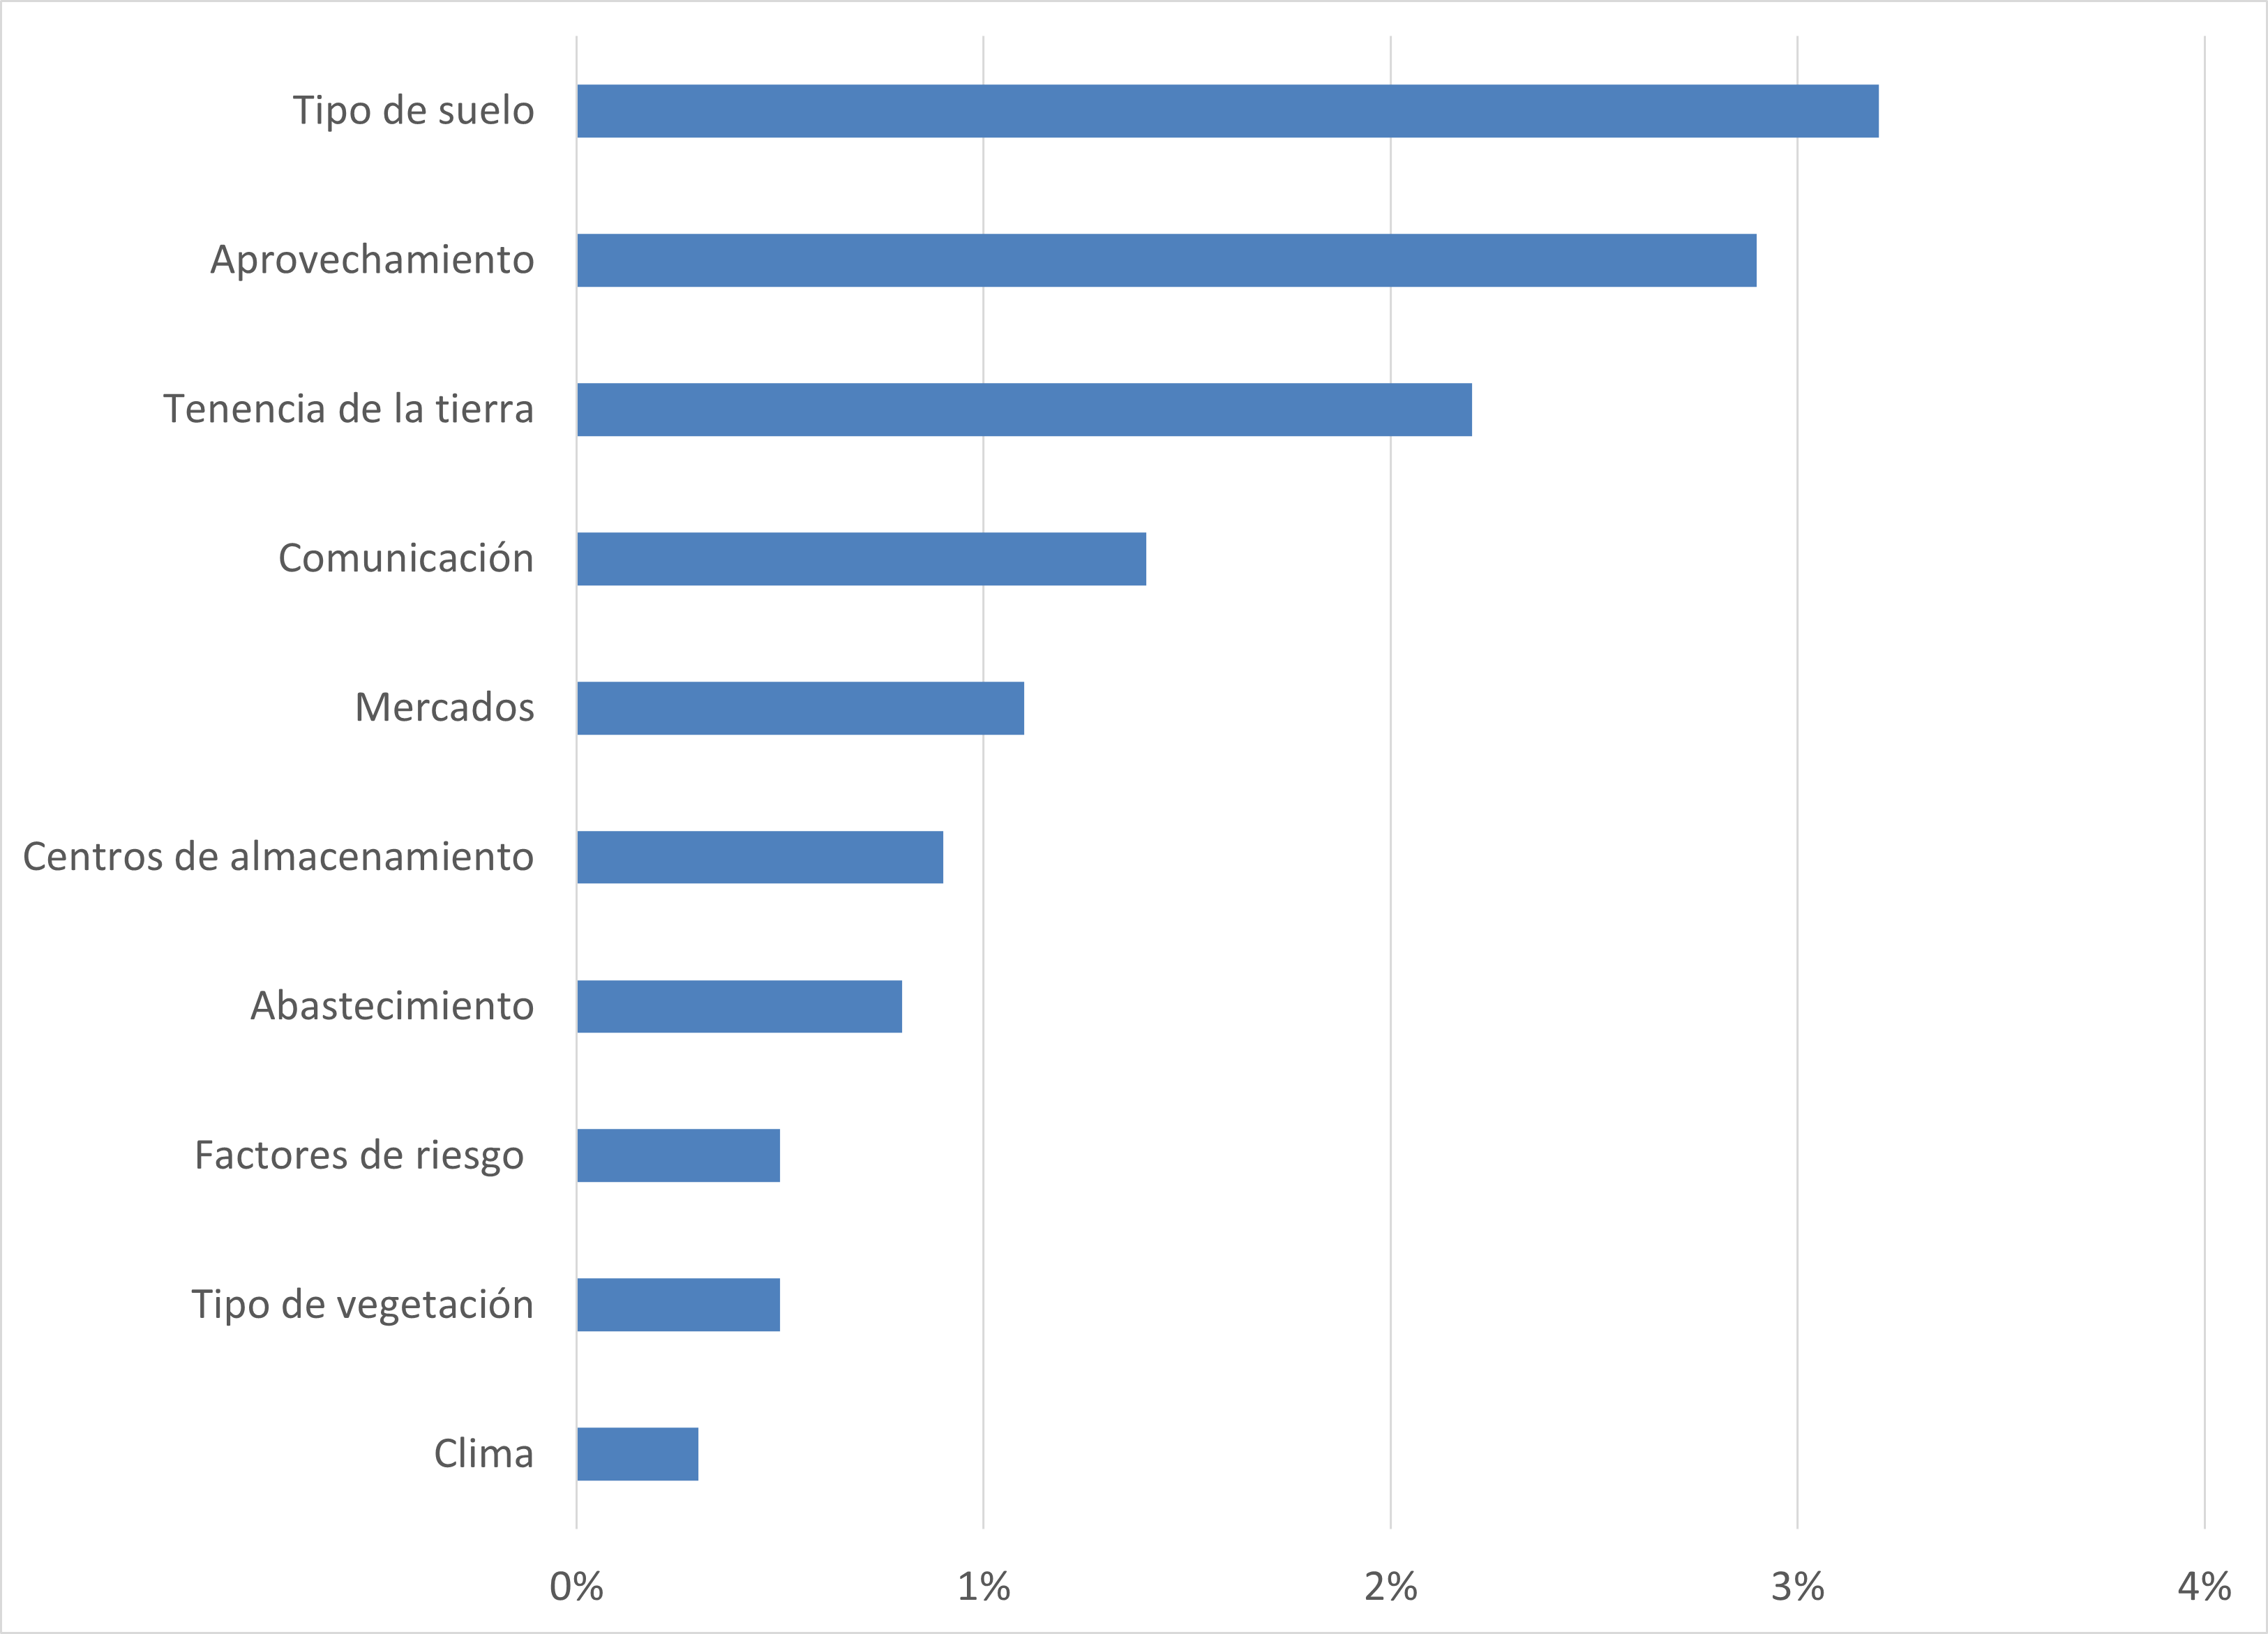 Tipo de suelo
Aprovechamiento
Tenencia de la tierra
Comunicación
Mercados
Centros de almacenamiento
Abastecimiento
Factores de riesgo
Tipo de vegetación
Clima
0% 1% 2% 3% 4%